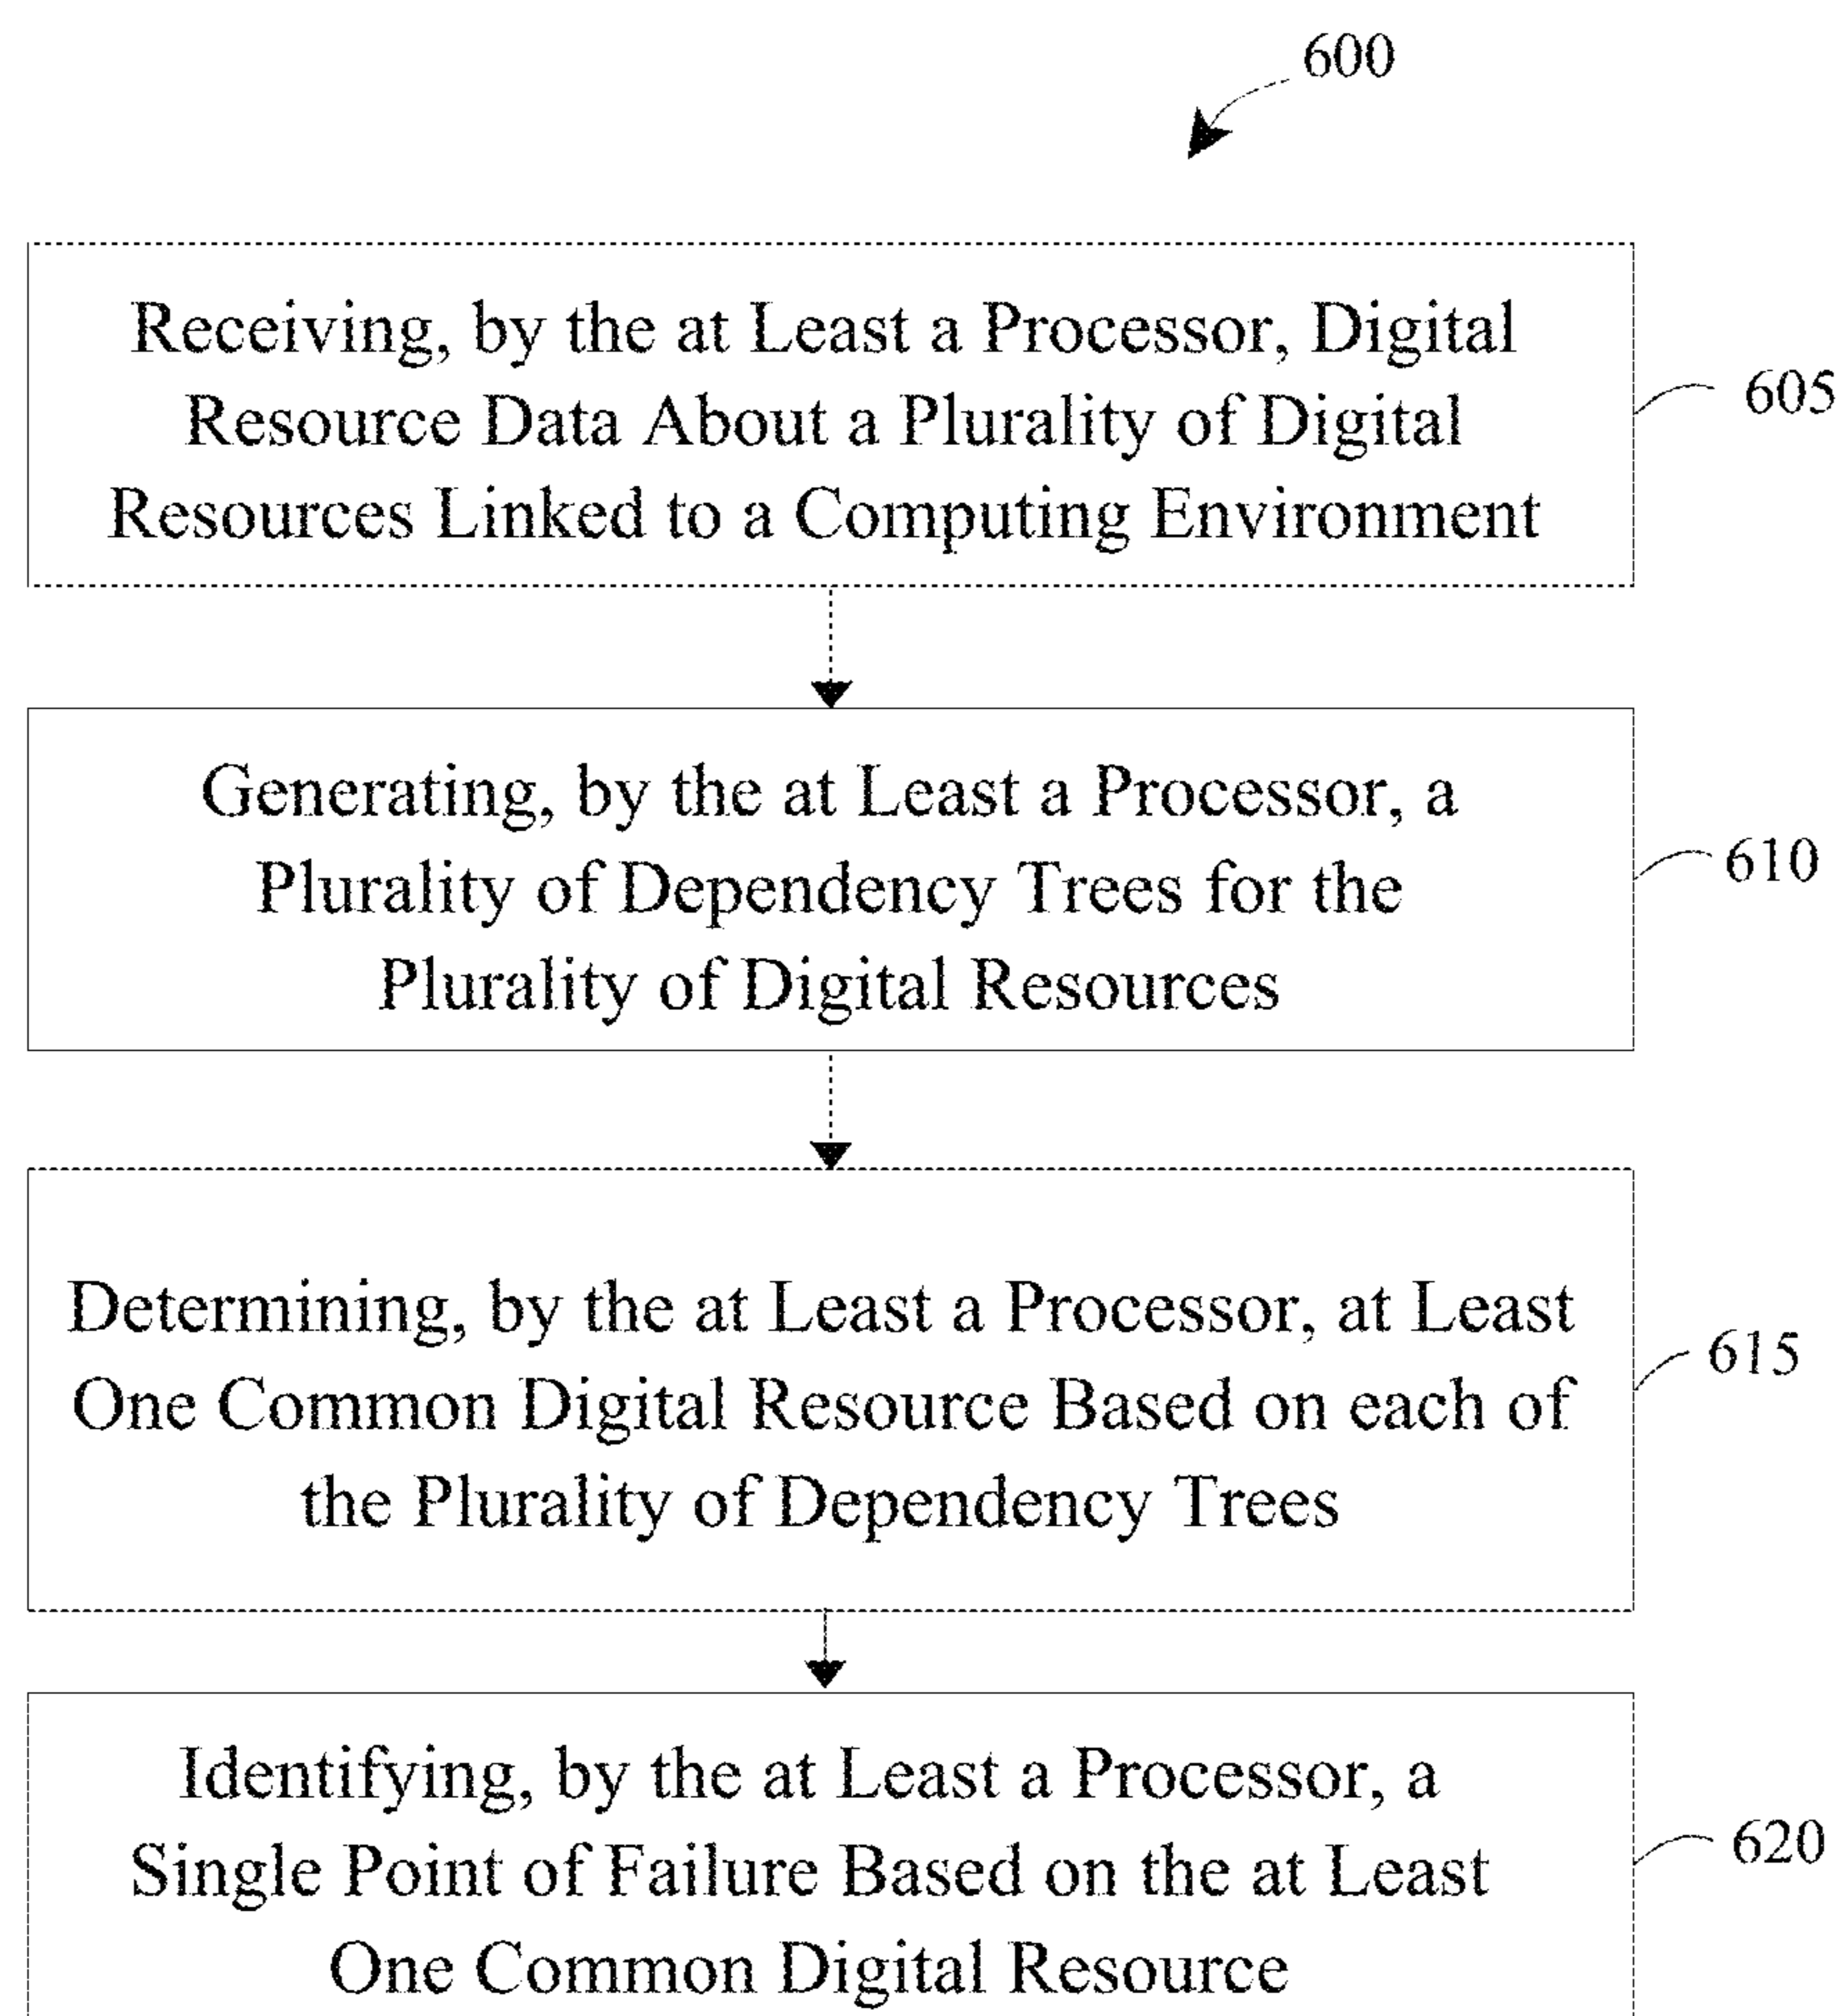 600
Receiving, by the at Least a Processor, Digital
Resource Data About a Plurality of Digital
Resources Linked to a Computing Environment
605
Generating, by the at Least a Processor, a
Plurality of Dependency Trees for the
Plurality of Digital Resources
610
Determining, by the at Least a Processor, at Least
One Common Digital Resource Based on each of
the Plurality of Dependency Trees
615
Identifying, by the at Least a Processor, a
Single Point of Failure Based on the at Least
One Common Digital Resource
620